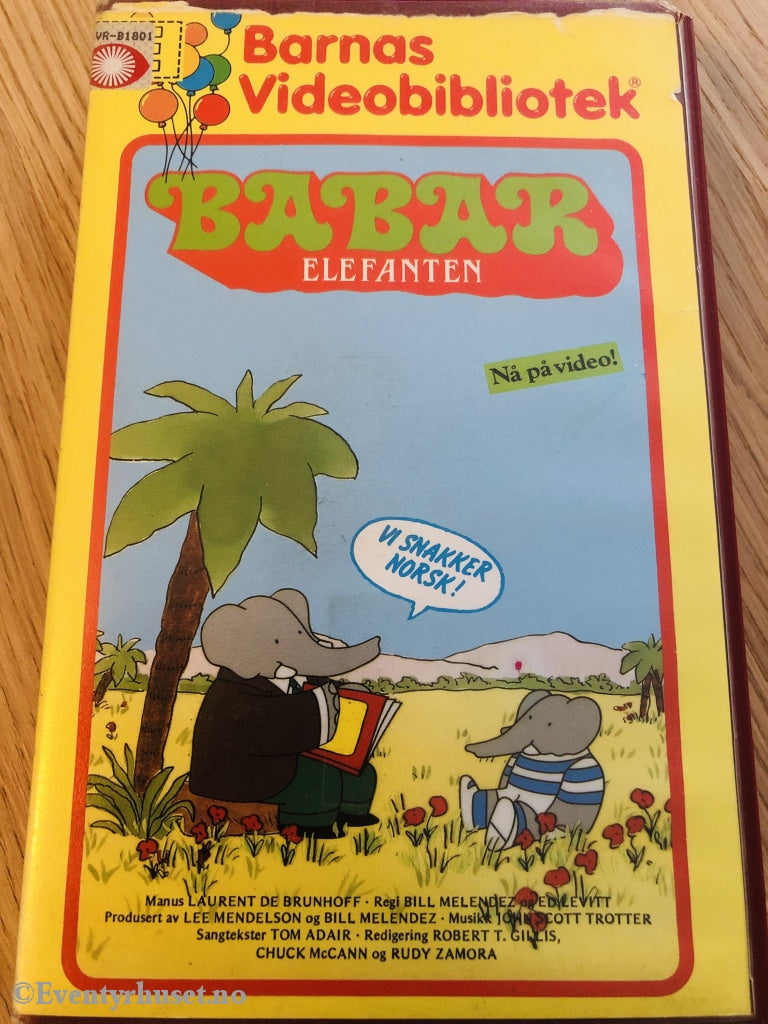 VR-B1801
Barnas
Videobibliotek®
BABAR
ELEFANTEN
Nå på video!
VI SNAKKER
NORSK!
Manus LAURENT DE BRUNHOFF · Regi BILL MELENDEZ og ED LEVITT
Produsert av LEE MENDELSON og BILL MELENDEZ · Musikk JOHN SCOTT TROTTER
Sangtekster TOM ADAIR · Redigering ROBERT T. GILLIS,
CHUCK McCANN og RUDY ZAMORA
©Eventyrhuset.no